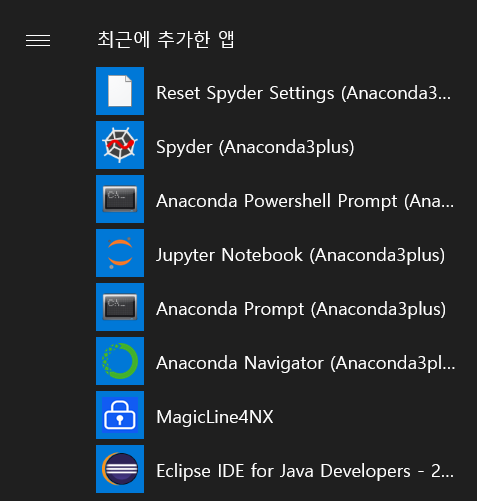 최근에 추가한 앱
Reset Spyder Settings (Anaconda3...
Spyder (Anaconda3plus)
Anaconda Powershell Prompt (Ana...
Jupyter Notebook (Anaconda3plus)
Anaconda Prompt (Anaconda3plus)
Anaconda Navigator (Anaconda3pl...
MagicLine4NX
Eclipse IDE for Java Developers - 2...